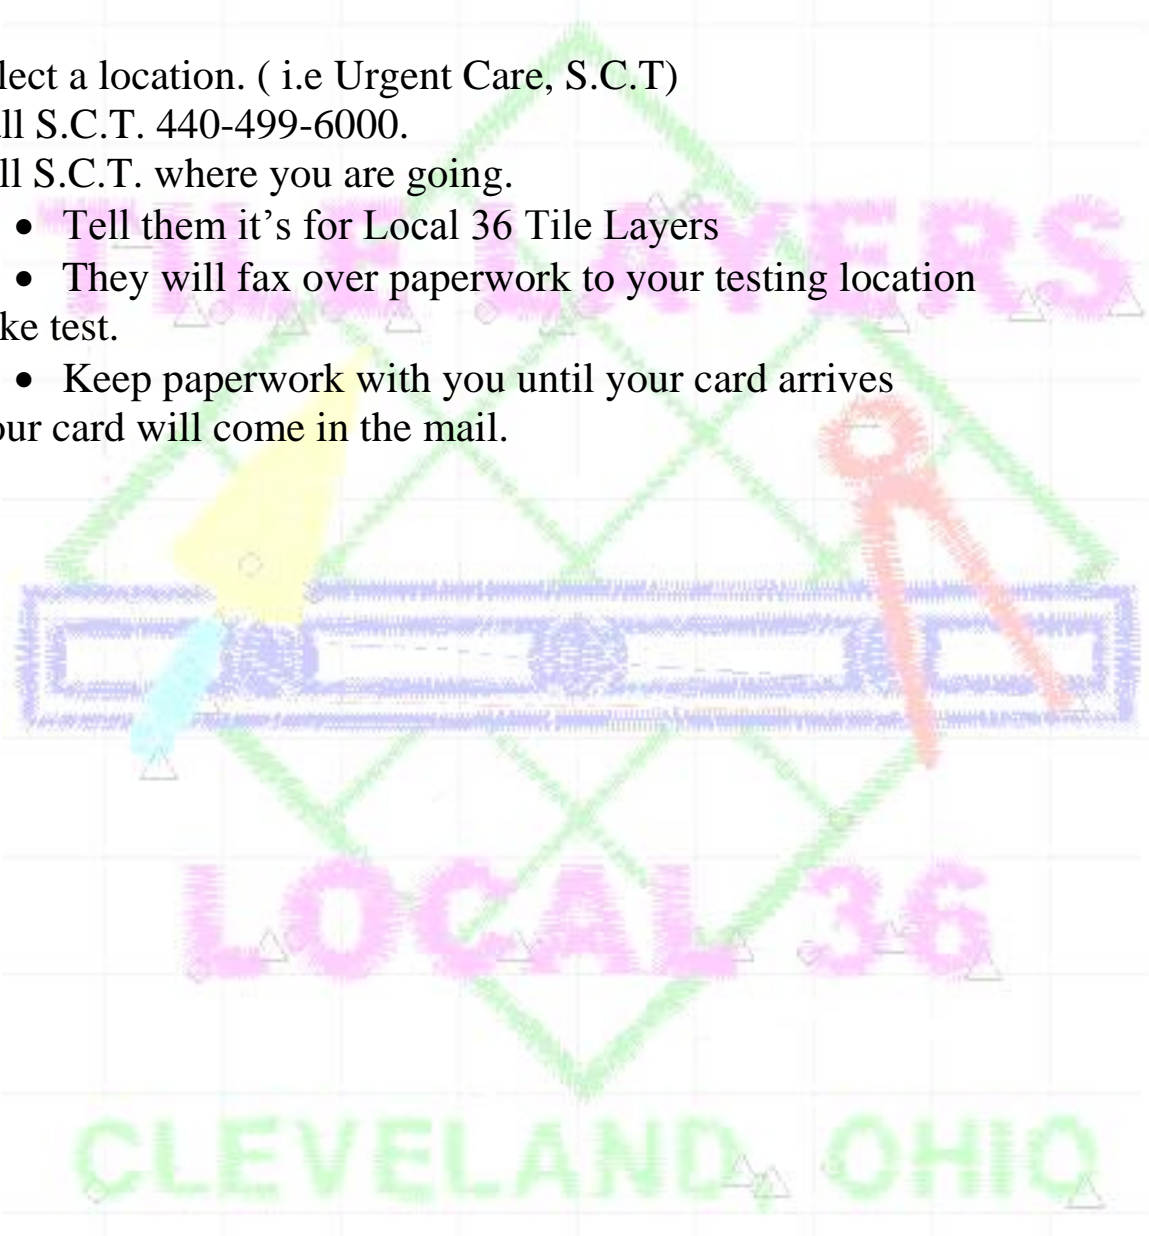 lect a location. ( i.e Urgent Care, S.C.T)
ll S.C.T. 440-499-6000.
ll S.C.T. where you are going.
• Tell them it’s for Local 36 Tile Layers
• They will fax over paperwork to your testing location
ke test.
• Keep paperwork with you until your card arrives
our card will come in the mail.
TILE LAYERS
LOCAL 36
CLEVELAND, OHIO